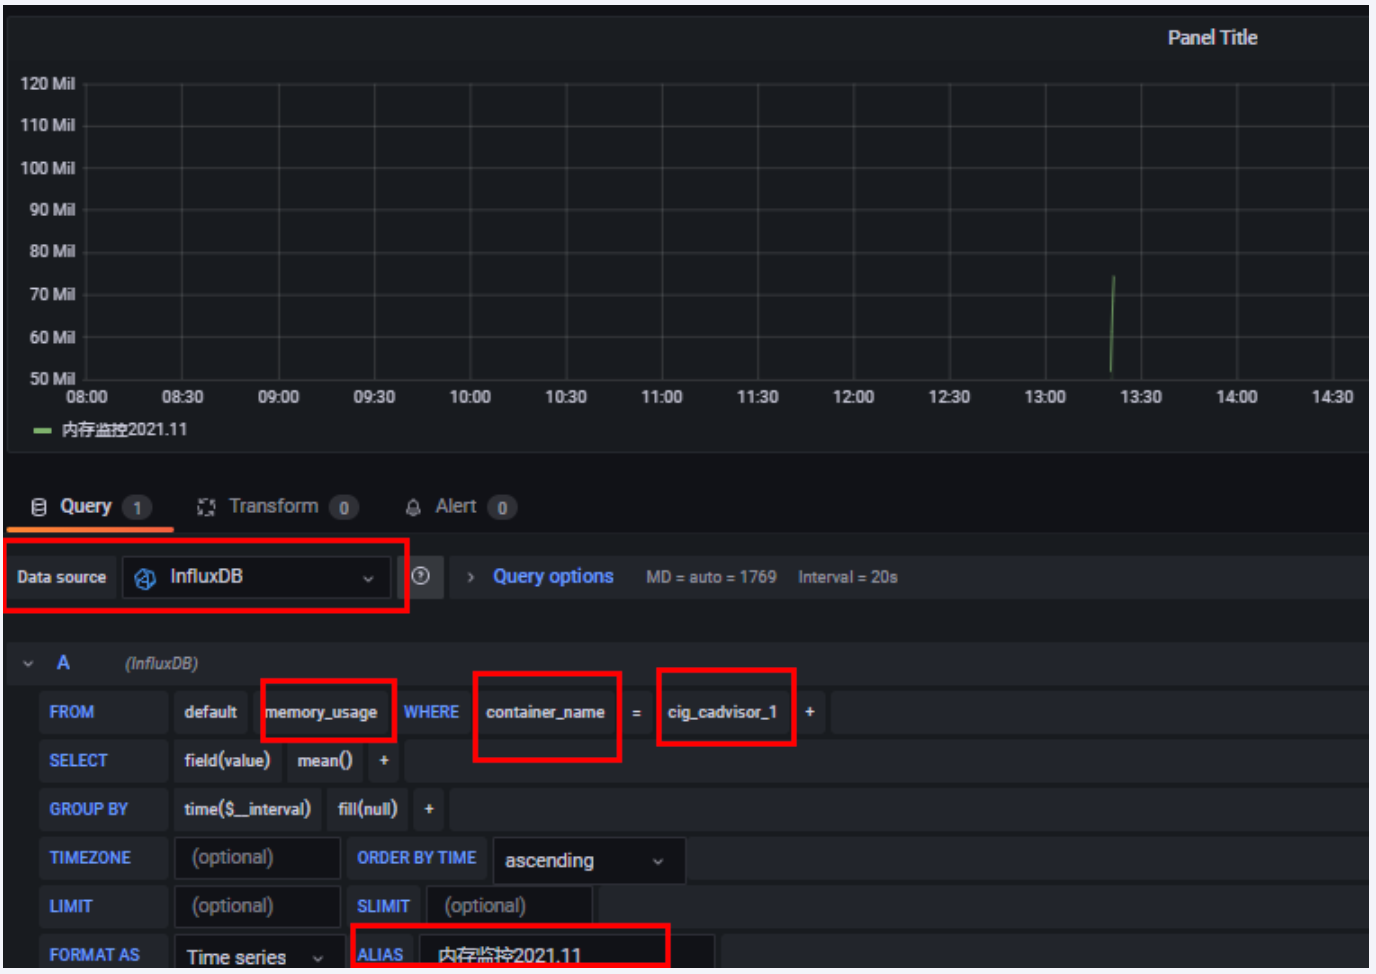 Panel Title
120 Mil
110 Mil
100 Mil
90 Mil
80 Mil
70 Mil
60 Mil
50 Mil
08:00 08:30 09:00 09:30 10:00 10:30 11:00 11:30 12:00 12:30 13:00 13:30 14:00 14:30
内存监控2021.11
Query 1 Transform 0 Alert 0
Data source InfluxDB Query options MD = auto = 1769 Interval = 20s
A (InfluxDB)
FROM default memory_usage WHERE container_name = cig_cadvisor_1 +
SELECT field(value) mean() +
GROUP BY time($__interval) fill(null) +
TIMEZONE (optional) ORDER BY TIME ascending
LIMIT (optional) SLIMIT (optional)
FORMAT AS Time series ALIAS 内存监控2021.11